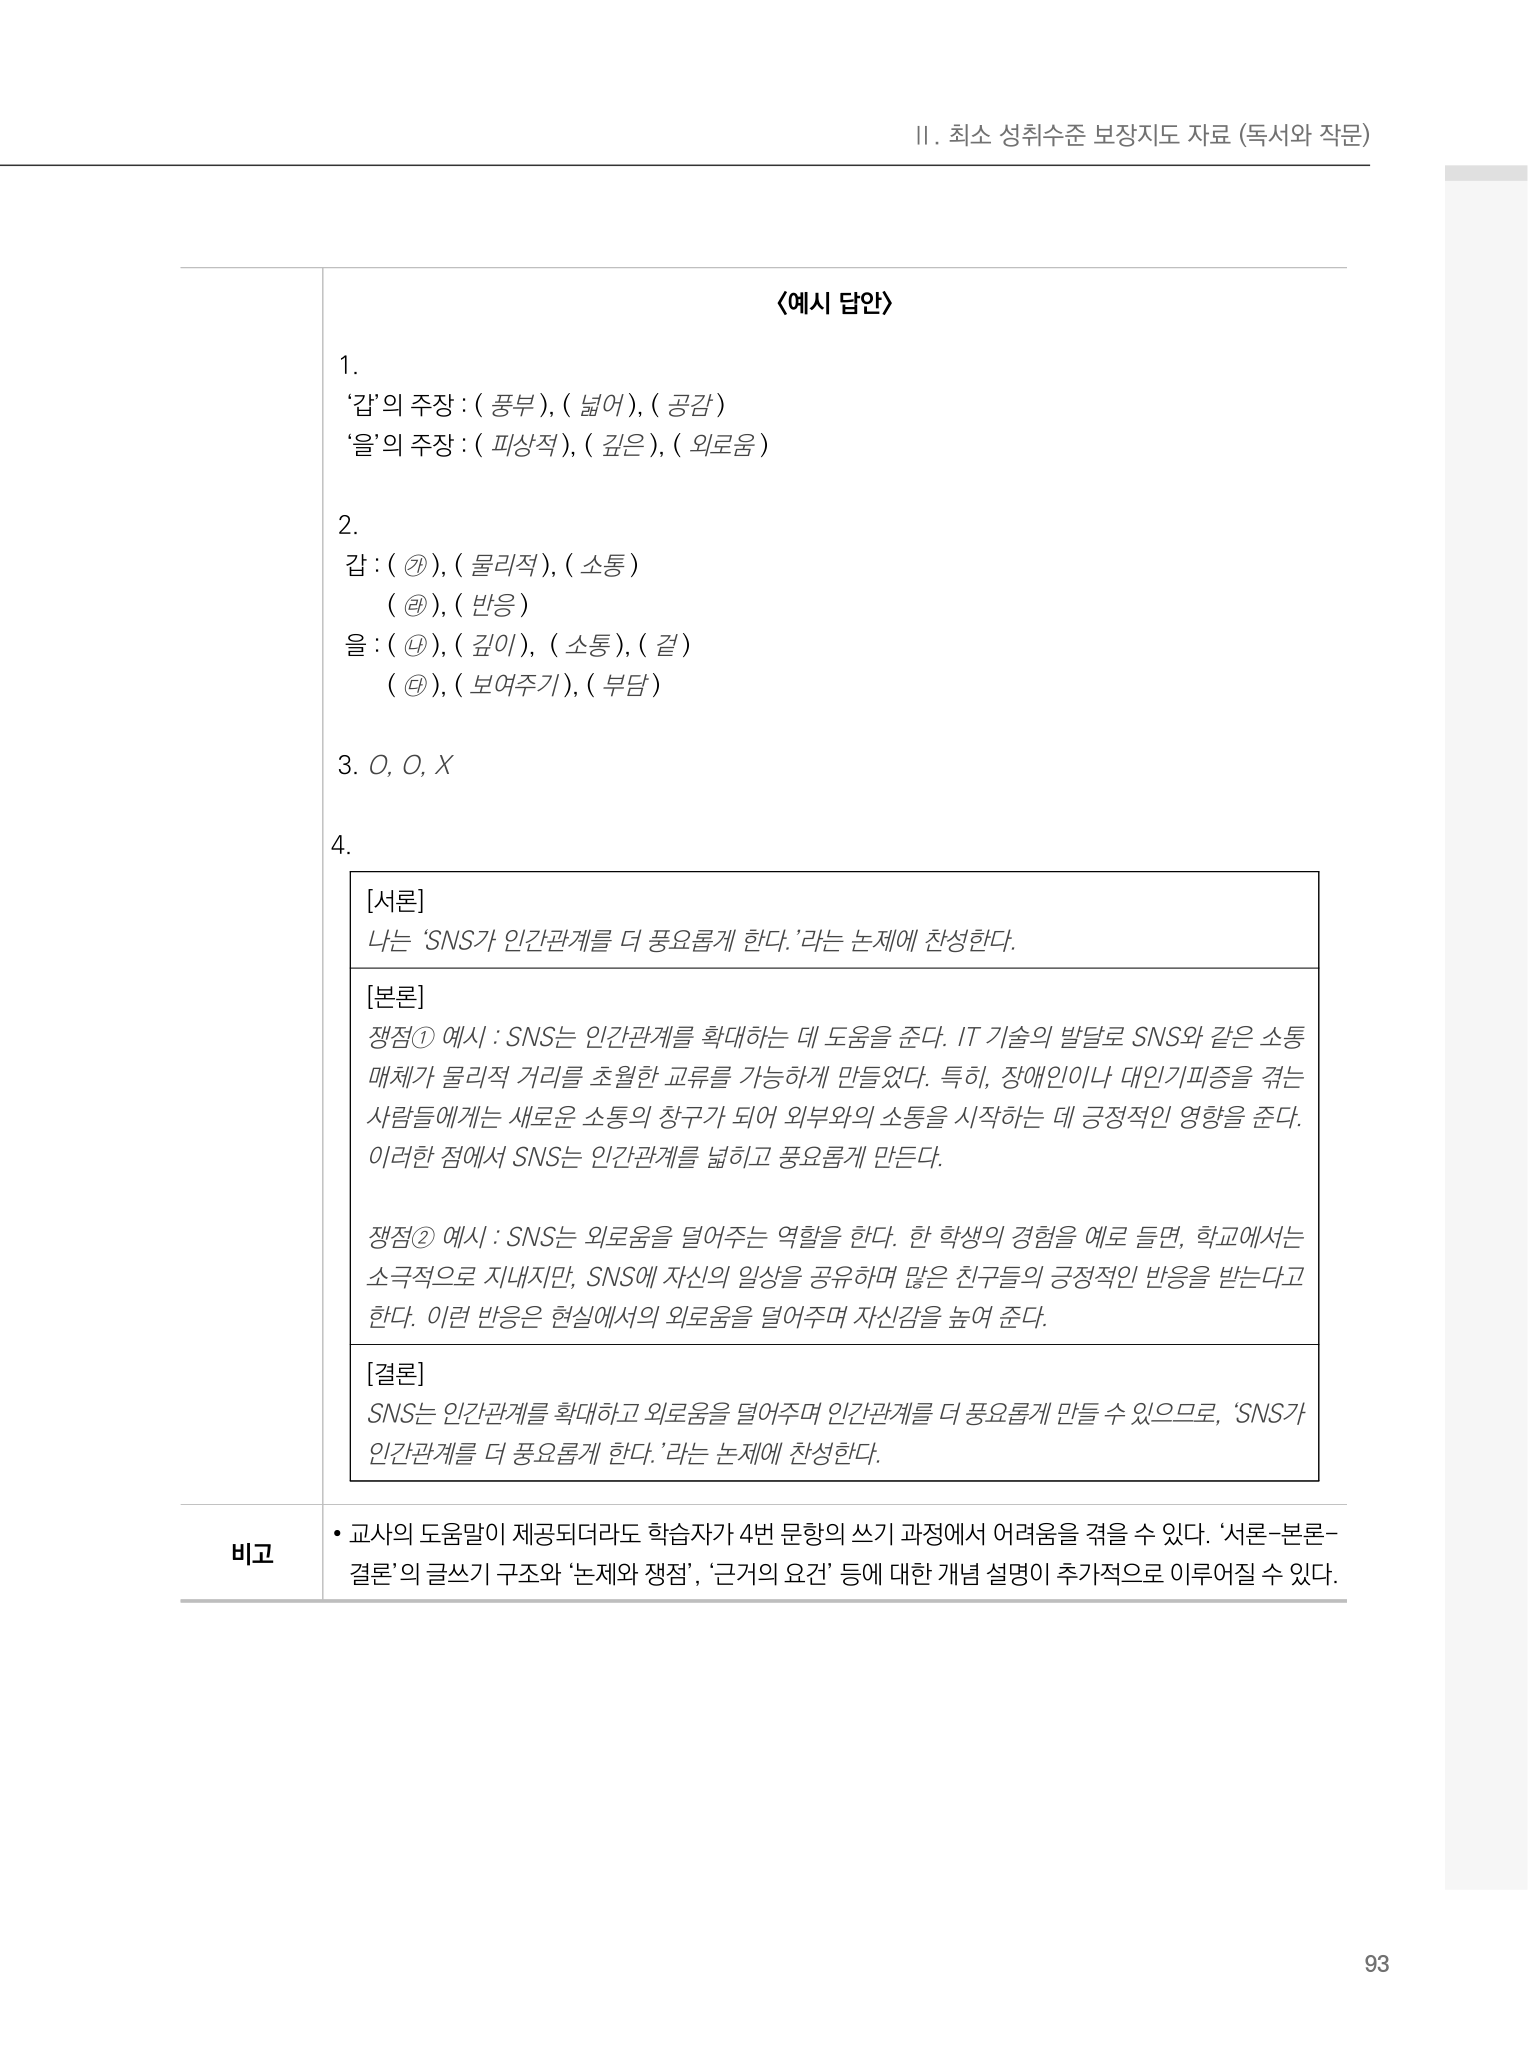 Ⅱ. 최소 성취수준 보장지도 자료 (독서와 작문)
〈예시 답안〉
1.
‘갑’의 주장 : ( 풍부 ), ( 넓어 ), ( 공감 )
‘을’의 주장 : ( 피상적 ), ( 깊은 ), ( 외로움 )
2.
갑 : ( ㉮ ), ( 물리적 ), ( 소통 )
( ㉱ ), ( 반응 )
을 : ( ㉯ ), ( 깊이 ), ( 소통 ), ( 겉 )
( ㉰ ), ( 보여주기 ), ( 부담 )
3. O, O, X
4.
[서론]
나는 ‘SNS가 인간관계를 더 풍요롭게 한다.’라는 논제에 찬성한다.
[본론]
쟁점① 예시 : SNS는 인간관계를 확대하는 데 도움을 준다. IT 기술의 발달로 SNS와 같은 소통
매체가 물리적 거리를 초월한 교류를 가능하게 만들었다. 특히, 장애인이나 대인기피증을 겪는
사람들에게는 새로운 소통의 창구가 되어 외부와의 소통을 시작하는 데 긍정적인 영향을 준다.
이러한 점에서 SNS는 인간관계를 넓히고 풍요롭게 만든다.
쟁점② 예시 : SNS는 외로움을 덜어주는 역할을 한다. 한 학생의 경험을 예로 들면, 학교에서는
소극적으로 지내지만, SNS에 자신의 일상을 공유하며 많은 친구들의 긍정적인 반응을 받는다고
한다. 이런 반응은 현실에서의 외로움을 덜어주며 자신감을 높여 준다.
[결론]
SNS는 인간관계를 확대하고 외로움을 덜어주며 인간관계를 더 풍요롭게 만들 수 있으므로, ‘SNS가
인간관계를 더 풍요롭게 한다.’라는 논제에 찬성한다.
비고
• 교사의 도움말이 제공되더라도 학습자가 4번 문항의 쓰기 과정에서 어려움을 겪을 수 있다. ‘서론-본론-
결론’의 글쓰기 구조와 ‘논제와 쟁점’, ‘근거의 요건’ 등에 대한 개념 설명이 추가적으로 이루어질 수 있다.
93